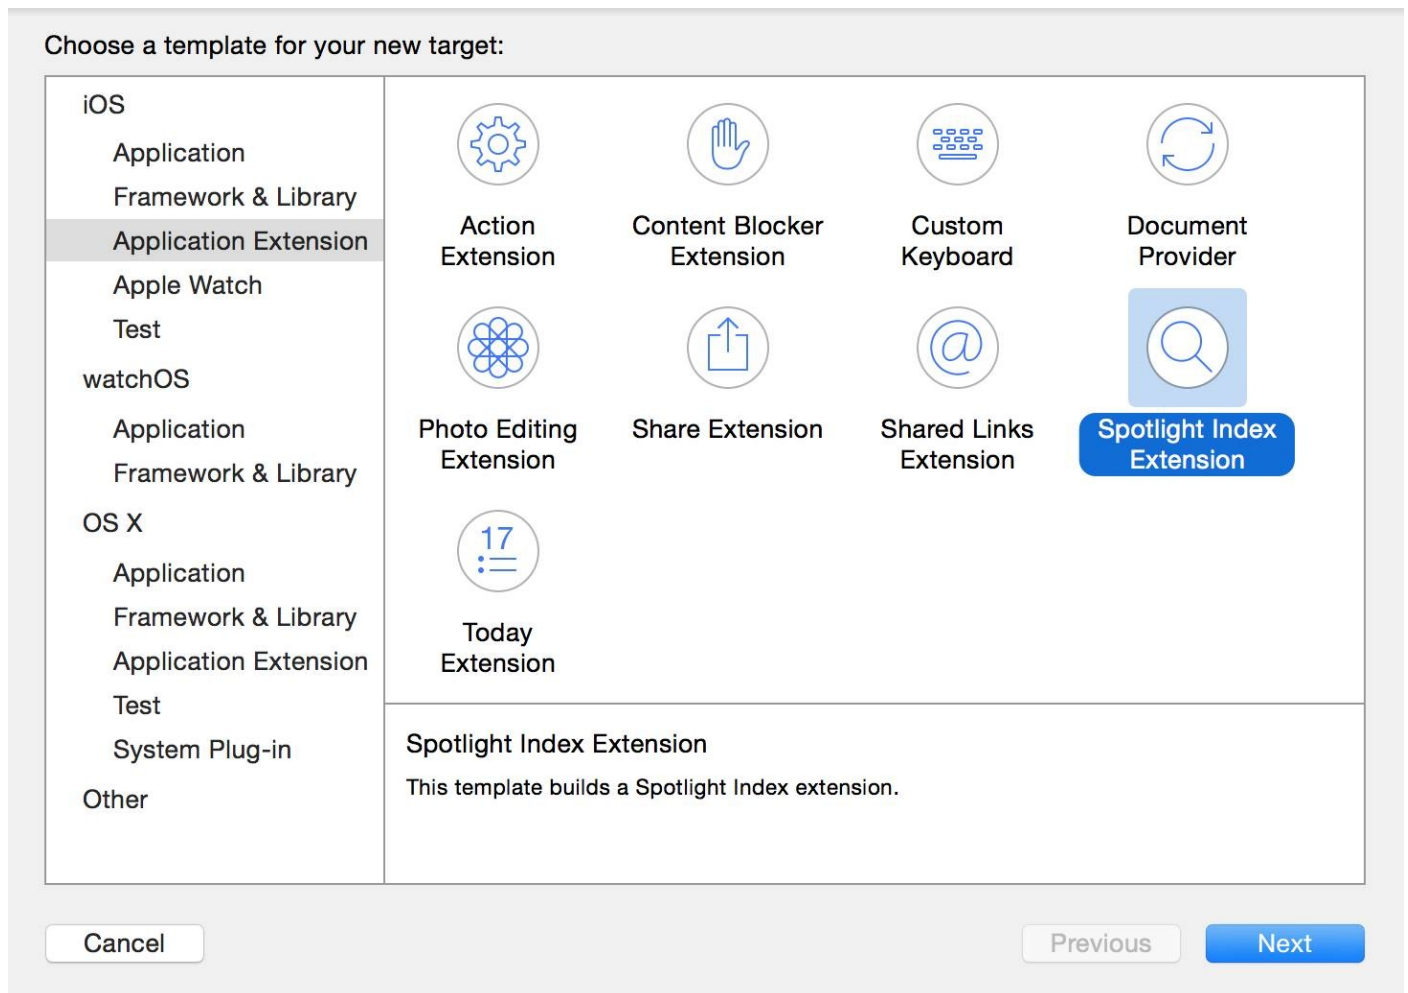 Choose a template for your new target:
iOS
Application
Framework & Library
Application Extension
Apple Watch
Test
watchOS
Application
Framework & Library
OS X
Application
Framework & Library
Application Extension
Test
System Plug-in
Other
Action
Extension
Content Blocker
Extension
Custom
Keyboard
Document
Provider
Photo Editing
Extension
Share Extension
@
Shared Links
Extension
Spotlight Index
Extension
17
Today
Extension
Spotlight Index Extension
This template builds a Spotlight Index extension.
Cancel
Previous
Next